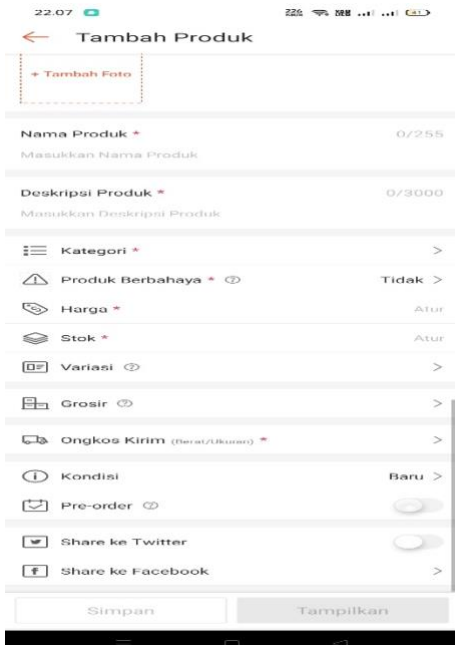 22.07
Tambah Produk
+ Tambah Foto
Nama Produk * 0/255
Masukkan Nama Produk
Deskripsi Produk * 0/3000
Masukkan Deskripsi Produk
Kategori * >
Produk Berbahaya * ? Tidak >
Harga * Atur
Stok * Atur
Variasi ? >
Grosir ? >
Ongkos Kirim (Berat/Ukuran) * >
Kondisi Baru >
Pre-order ?
Share ke Twitter
Share ke Facebook >
Simpan Tampilkan